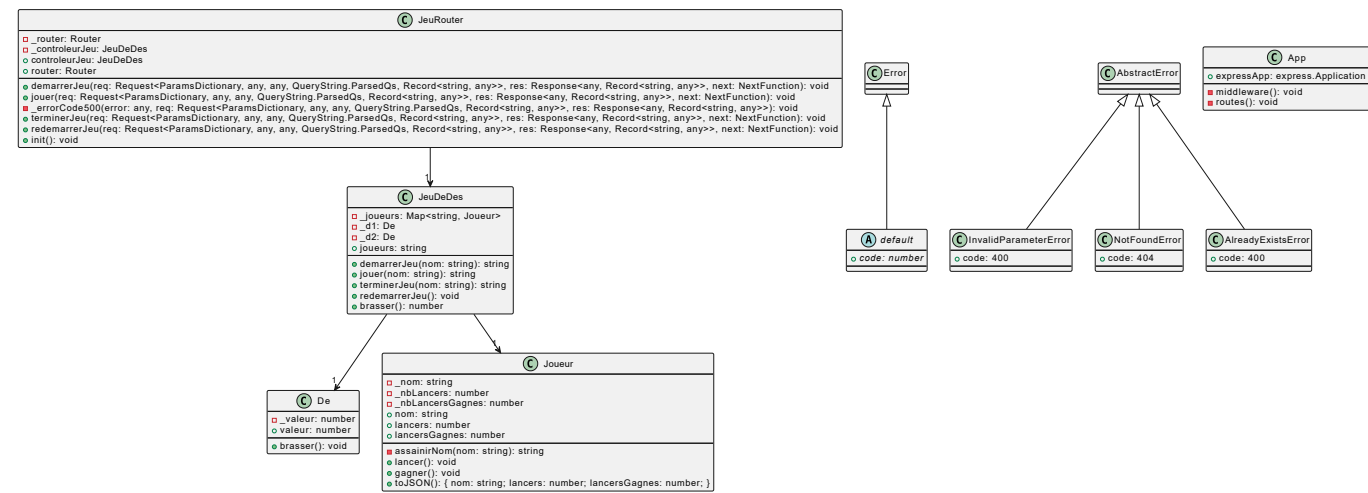 C JeuRouter
_router: Router
_controleurJeu: JeuDeDes
controleurJeu: JeuDeDes
router: Router
demarrerJeu(req: Request<ParamsDictionary, any, any, QueryString.ParsedQs, Record<string, any>>, res: Response<any, Record<string, any>>, next: NextFunction): void
jouer(req: Request<ParamsDictionary, any, any, QueryString.ParsedQs, Record<string, any>>, res: Response<any, Record<string, any>>, next: NextFunction): void
_errorCode500(error: any, req: Request<ParamsDictionary, any, any, QueryString.ParsedQs, Record<string, any>>, res: Response<any, Record<string, any>>): void
terminerJeu(req: Request<ParamsDictionary, any, any, QueryString.ParsedQs, Record<string, any>>, res: Response<any, Record<string, any>>, next: NextFunction): void
redemarrerJeu(req: Request<ParamsDictionary, any, any, QueryString.ParsedQs, Record<string, any>>, res: Response<any, Record<string, any>>, next: NextFunction): void
init(): void
C Error
C AbstractError
C App
expressApp: express.Application
middleware(): void
routes(): void
1
C JeuDeDes
_joueurs: Map<string, Joueur>
_d1: De
_d2: De
joueurs: string
demarrerJeu(nom: string): string
jouer(nom: string): string
terminerJeu(nom: string): string
redemarrerJeu(): void
brasser(): number
A default
code: number
C InvalidParameterError
code: 400
C NotFoundError
code: 404
C AlreadyExistsError
code: 400
1
1
C De
_valeur: number
valeur: number
brasser(): void
C Joueur
_nom: string
_nbLancers: number
_nbLancersGagnes: number
nom: string
lancers: number
lancersGagnes: number
assainirNom(nom: string): string
lancer(): void
gagner(): void
toJSON(): { nom: string; lancers: number; lancersGagnes: number; }